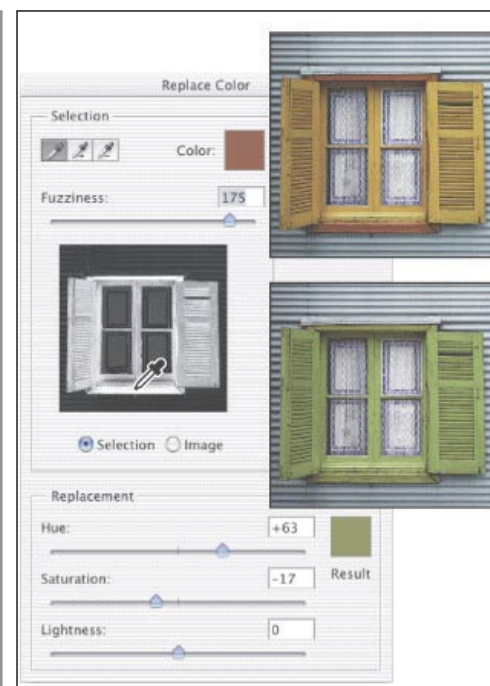 Replace Color
Selection
Color:
Fuzziness: 175
Selection Image
Replacement
Hue: +63
Saturation: -17 Result
Lightness: 0